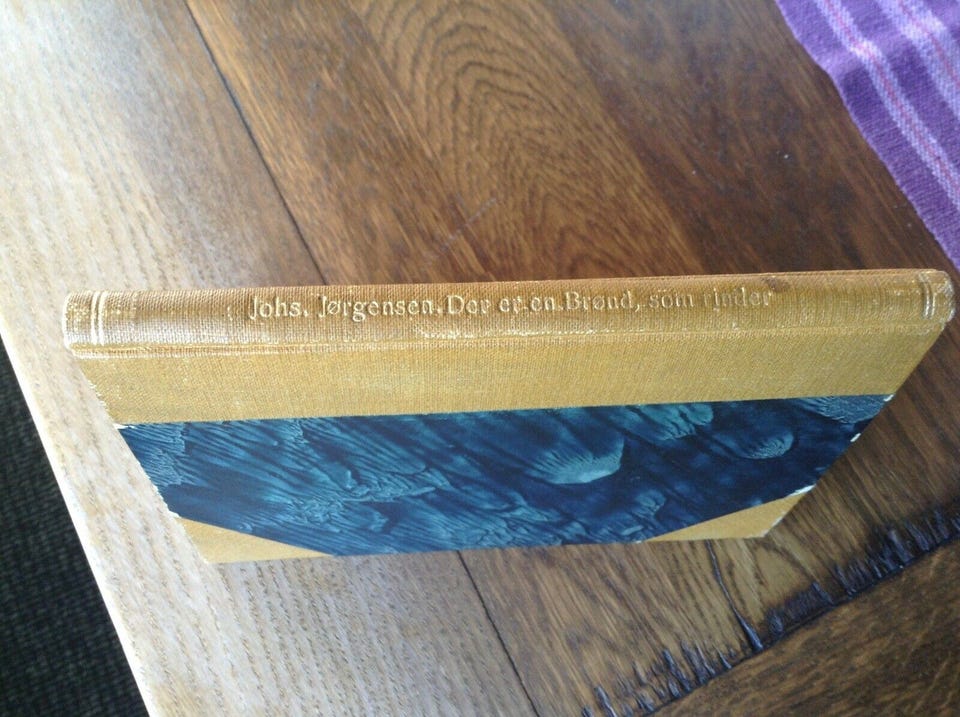 Johs. Jørgensen. Der er en Brønd, som rinder